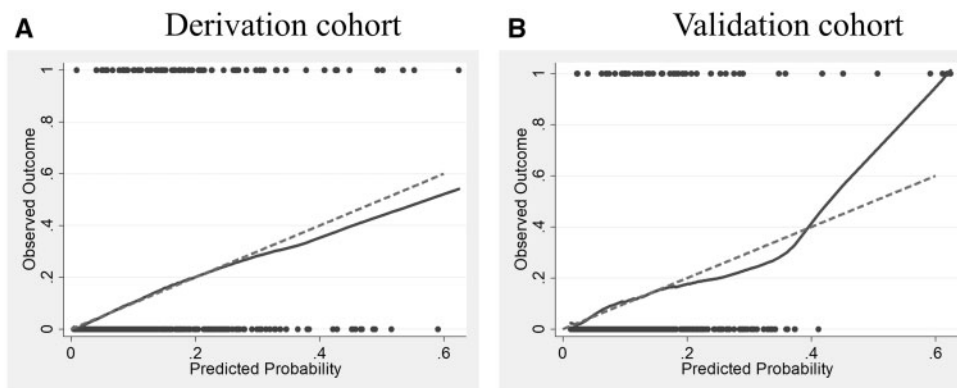 A Derivation cohort
Observed Outcome
1
.8
.6
.4
.2
0
0 .2 .4 .6
Predicted Probability
B Validation cohort
Observed Outcome
1
.8
.6
.4
.2
0
0 .2 .4 .6
Predicted Probability